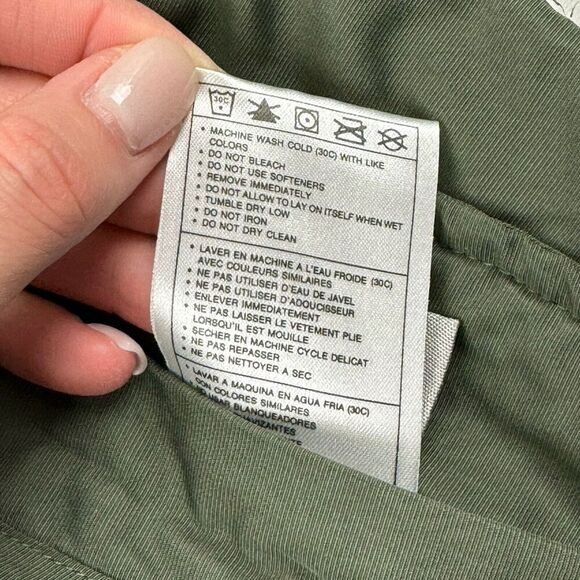 30C
• MACHINE WASH COLD (30C) WITH LIKE
COLORS
• DO NOT BLEACH
• DO NOT USE SOFTENERS
• REMOVE IMMEDIATELY
• DO NOT ALLOW TO LAY ON ITSELF WHEN WET
• TUMBLE DRY LOW
• DO NOT IRON
• DO NOT DRY CLEAN
• LAVER EN MACHINE A L'EAU FROIDE (30C)
AVEC COULEURS SIMILAIRES
• NE PAS UTILISER D'EAU DE JAVEL
• NE PAS UTILISER D'ADOUCISSEUR
• ENLEVER IMMEDIATEMENT
• NE PAS LAISSER LE VETEMENT PLIE
LORSQU'IL EST MOUILLE
• SECHER EN MACHINE CYCLE DELICAT
• NE PAS REPASSER
• NE PAS NETTOYER A SEC
• LAVAR A MAQUINA EN AGUA FRIA (30C)
CON COLORES SIMILARES
USAR BLANQUEADORES